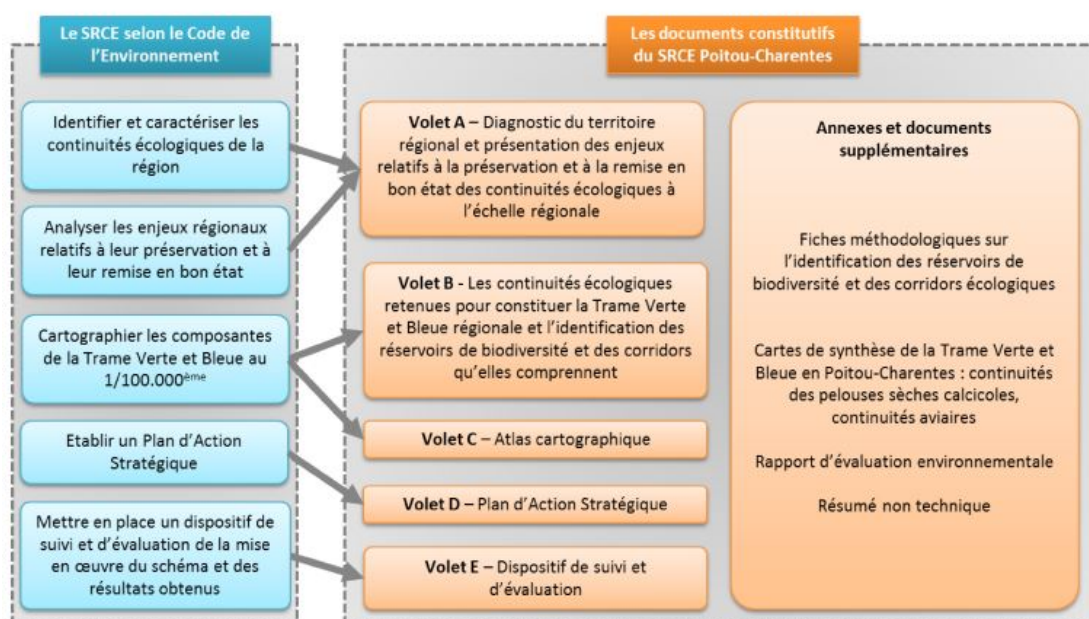 Le SRCE selon le Code de
l'Environnement
Identifier et caractériser les
continuités écologiques de la
région
Analyser les enjeux régionaux
relatifs à leur préservation et à
leur remise en bon état
Cartographier les composantes
de la Trame Verte et Bleue au
1/100.000ème
Etablir un Plan d'Action
Stratégique
Mettre en place un dispositif de
suivi et d'évaluation de la mise
en œuvre du schéma et des
résultats obtenus
Les documents constitutifs
du SRCE Poitou-Charentes
Volet A – Diagnostic du territoire
régional et présentation des enjeux
relatifs à la préservation et à la remise en
bon état des continuités écologiques à
l'échelle régionale
Volet B - Les continuités écologiques
retenues pour constituer la Trame Verte
et Bleue régionale et l'identification des
réservoirs de biodiversité et des corridors
qu'elles comprennent
Volet C – Atlas cartographique
Volet D – Plan d'Action Stratégique
Volet E – Dispositif de suivi et
d'évaluation
Annexes et documents
supplémentaires
Fiches méthodologiques sur
l'identification des réservoirs de
biodiversité et des corridors écologiques
Cartes de synthèse de la Trame Verte et
Bleue en Poitou-Charentes : continuités
des pelouses sèches calcicoles,
continuités aviaires
Rapport d'évaluation environnementale
Résumé non technique